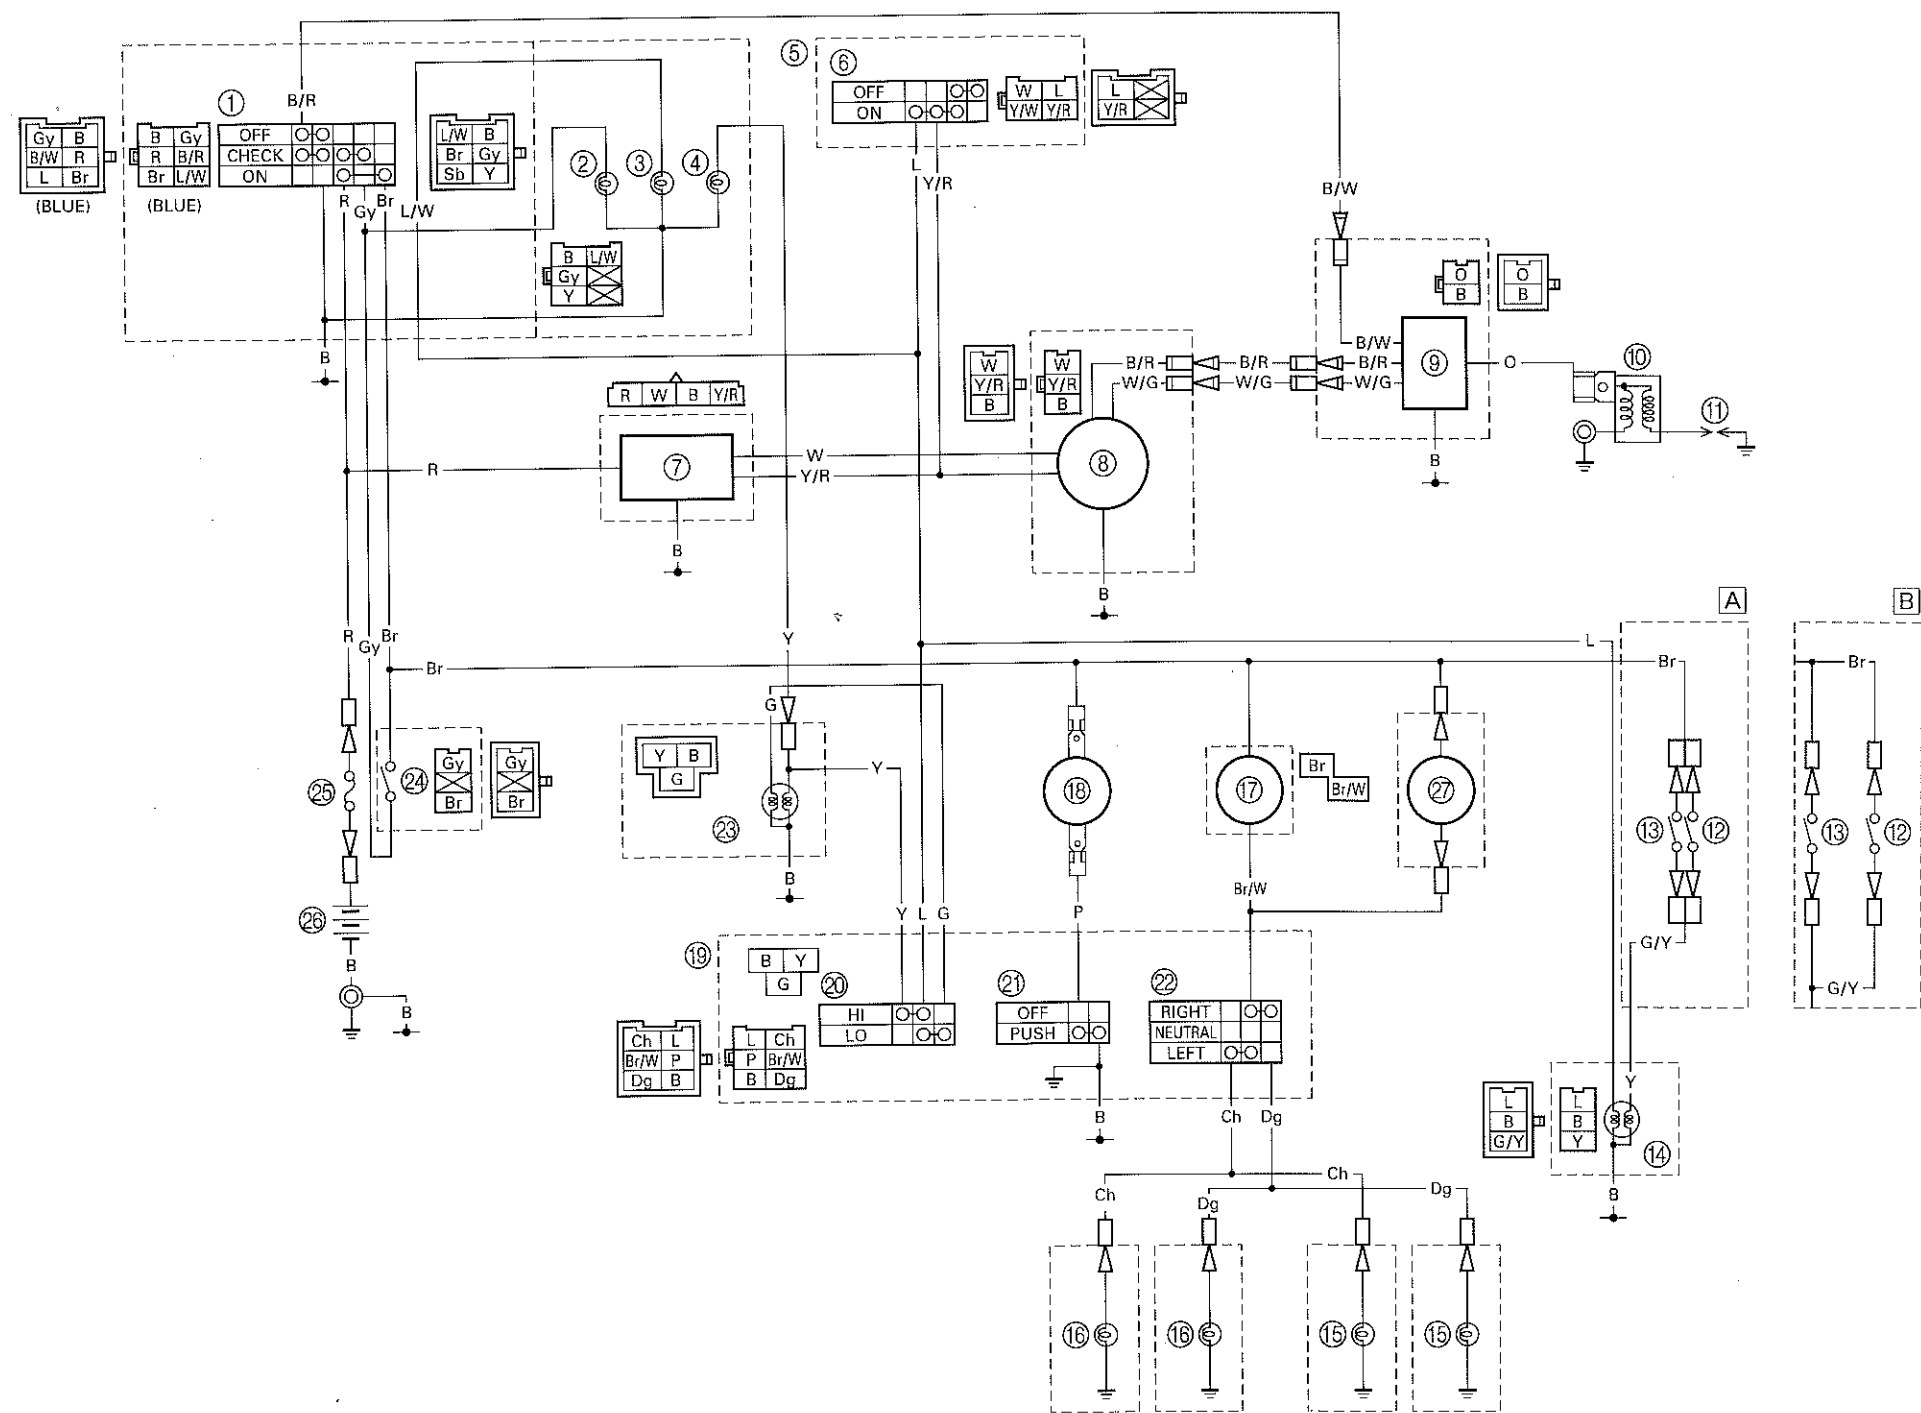 B/R
B/W
⑤
⑥
①
OFF
ON
W L
Y/W Y/R
L
Y/R
Gy B
B/W R
L Br
(BLUE)
B Gy
R B/R
Br L/W
(BLUE)
OFF
CHECK
ON
R Gy Br L/W
L/W B
Br Gy
Sb Y
② ③ ④
L
Y/R
B L/W
Gy
Y
B
O
B
O
B
B/W
B/R B/R B/R
W/G W/G W/G
⑨
O
⑩
⑪
B
W
Y/R
B
W
Y/R
B
R W B Y/R
R
⑦
W
Y/R
⑧
B
B
A
B
R Gy Br
Y
L
Br
Br
Br
G
㉕
㉔
Gy
Br
Gy
Br
Y B
G
Y
㉓
B
⑱
⑰
Br
Br/W
㉗
⑬ ⑫
⑬ ⑫
㉖
B
B
Y L G
P
Br/W
G/Y
G/Y
⑲
B Y
G
⑳
HI
LO
㉑
OFF
PUSH
㉒
RIGHT
NEUTRAL
LEFT
Ch L
Br/W P
Dg B
L Ch
P Br/W
B Dg
B
Ch Dg
Y
L
B
G/Y
L
B
Y
⑭
B
Ch
Ch
Dg
Dg
⑯ ⑯ ⑮ ⑮